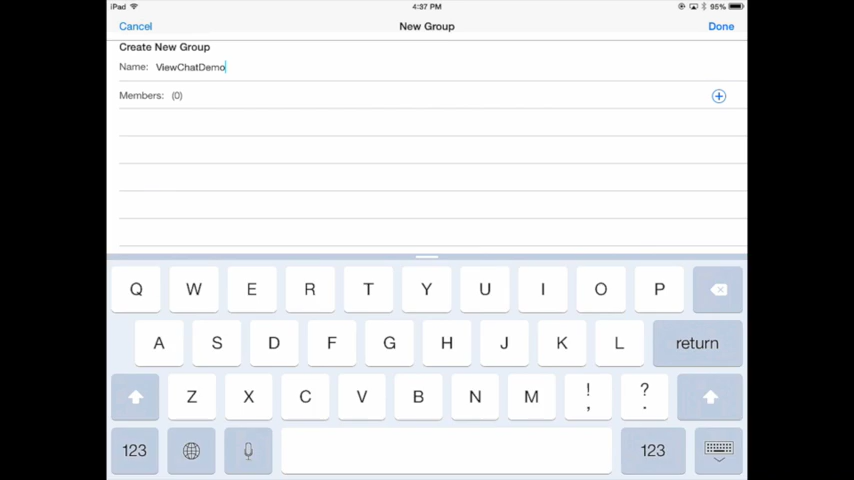 iPad 4:37 PM 95%
Cancel New Group Done
Create New Group
Name: ViewChatDemo
Members: (0)
Q W E R T Y U I O P
A S D F G H J K L return
Z X C V B N M ! , ? .
123 123